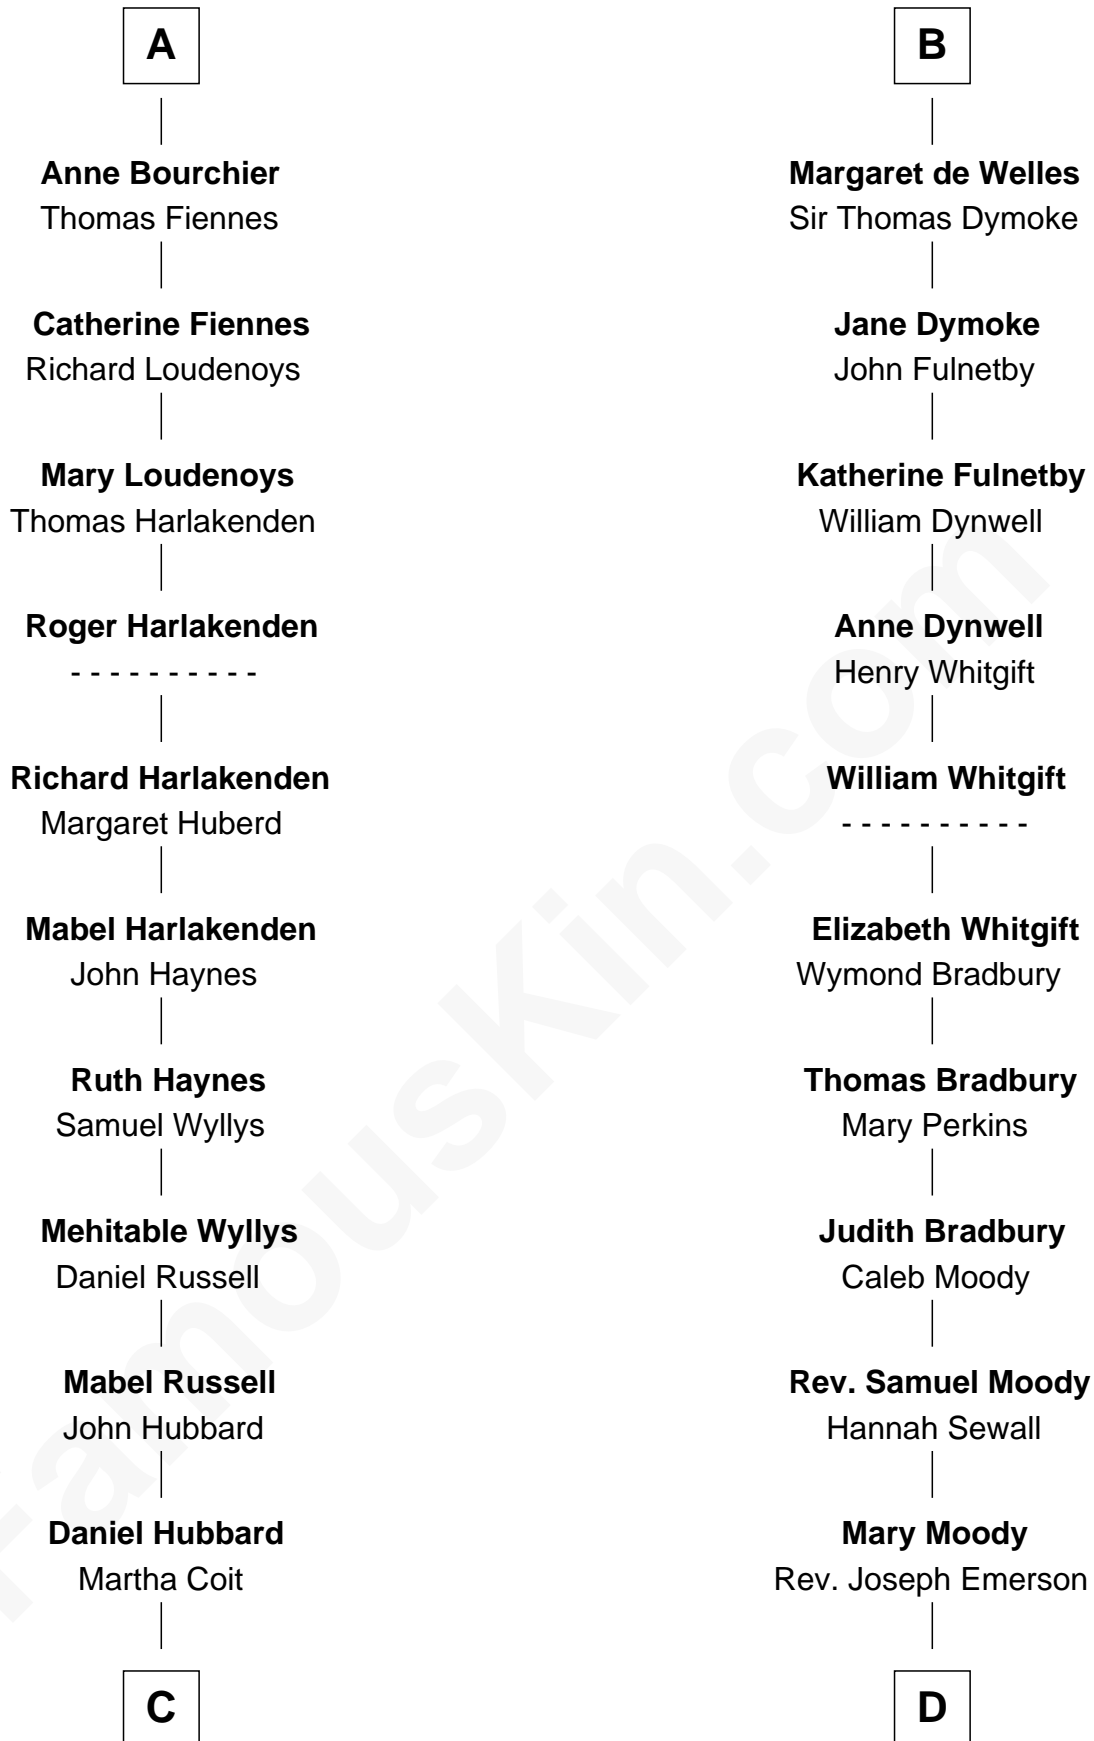 A
Anne Bourchier
Thomas Fiennes
Catherine Fiennes
Richard Loudenoys
Mary Loudenoys
Thomas Harlakenden
Roger Harlakenden
- - - - - - - - - -
Richard Harlakenden
Margaret Huberd
Mabel Harlakenden
John Haynes
Ruth Haynes
Samuel Wyllys
Mehitable Wyllys
Daniel Russell
Mabel Russell
John Hubbard
Daniel Hubbard
Martha Coit
C
B
Margaret de Welles
Sir Thomas Dymoke
Jane Dymoke
John Fulnetby
Katherine Fulnetby
William Dynwell
Anne Dynwell
Henry Whitgift
William Whitgift
- - - - - - - - - -
Elizabeth Whitgift
Wymond Bradbury
Thomas Bradbury
Mary Perkins
Judith Bradbury
Caleb Moody
Rev. Samuel Moody
Hannah Sewall
Mary Moody
Rev. Joseph Emerson
D
FamousKin.com